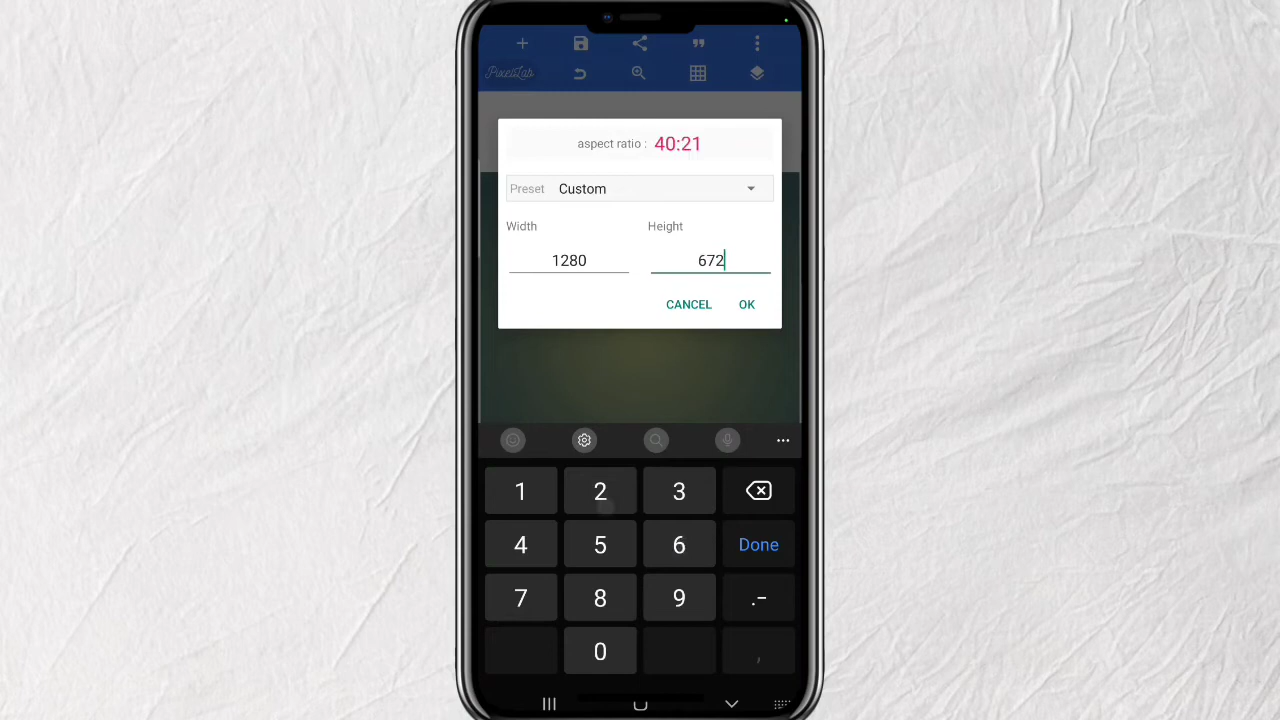 PixelLab
aspect ratio : 40:21
Preset Custom
Width Height
1280 672
CANCEL OK
1 2 3
4 5 6 Done
7 8 9 .-
0 ,